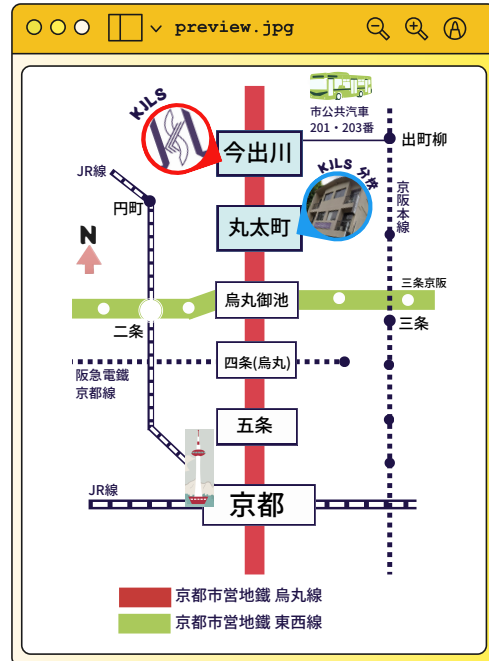 preview.jpg
KJLS
市公共汽車
201・203番
今出川
出町柳
KJLS 分校
JR線
円町
丸太町
京阪本線
N
烏丸御池
三条京阪
二条
三条
四条(烏丸)
阪急電鐵
京都線
五条
JR線
京都
京都市営地鐵 烏丸線
京都市営地鐵 東西線